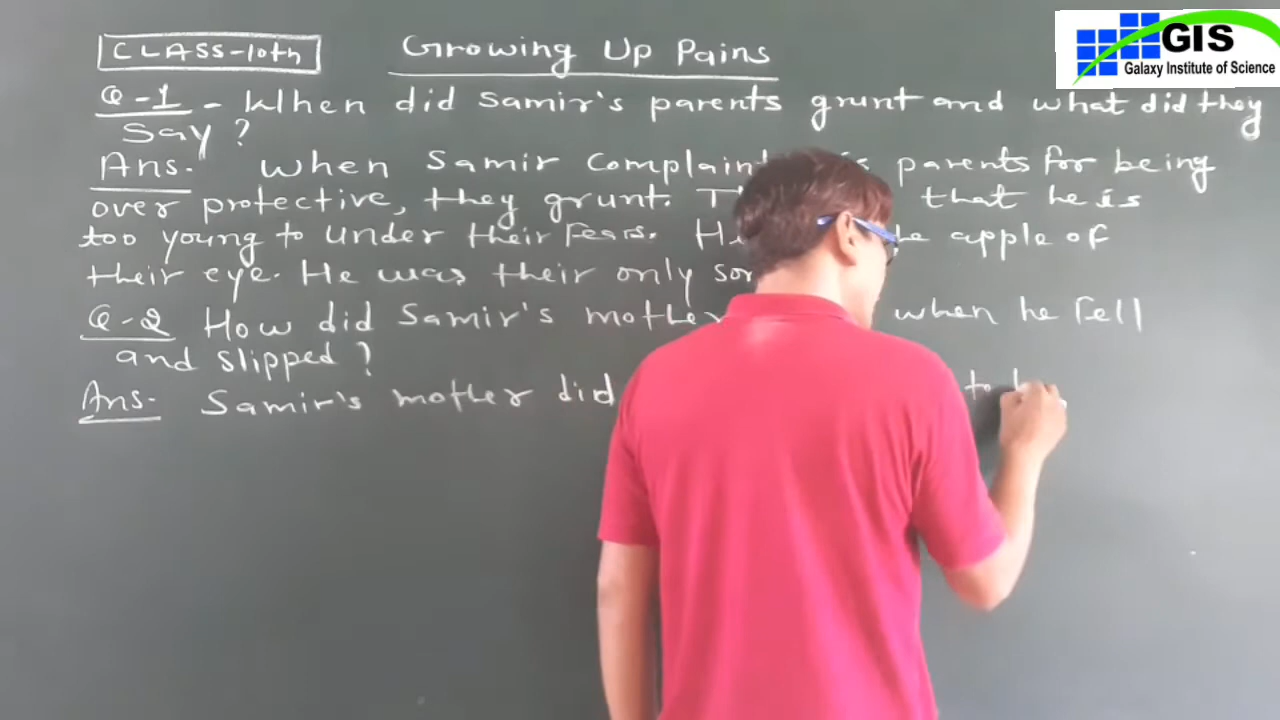 GIS
Galaxy Institute of Science
CLASS-10th Growing Up Pains
Q-1 - When did Samir's parents grunt and what did they
Say ?
Ans. When Samir Complain parents for being
over protective, they grunt. that he is
too young to under their Fears. apple of
their eye. He was their only
Q-2 How did Samir's mother when he Fell
and slipped ?
Ans. Samir's mother did to